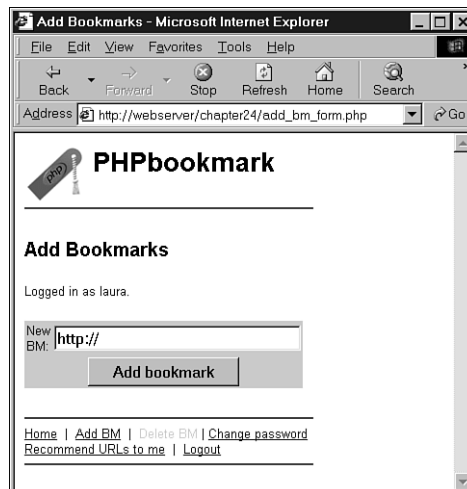 Add Bookmarks - Microsoft Internet Explorer
File Edit View Favorites Tools Help
Back Forward Stop Refresh Home Search
Address http://webserver/chapter24/add_bm_form.php Go
php
PHPbookmark
Add Bookmarks
Logged in as laura.
New
BM: http://
Add bookmark
Home | Add BM | Delete BM | Change password
Recommend URLs to me | Logout